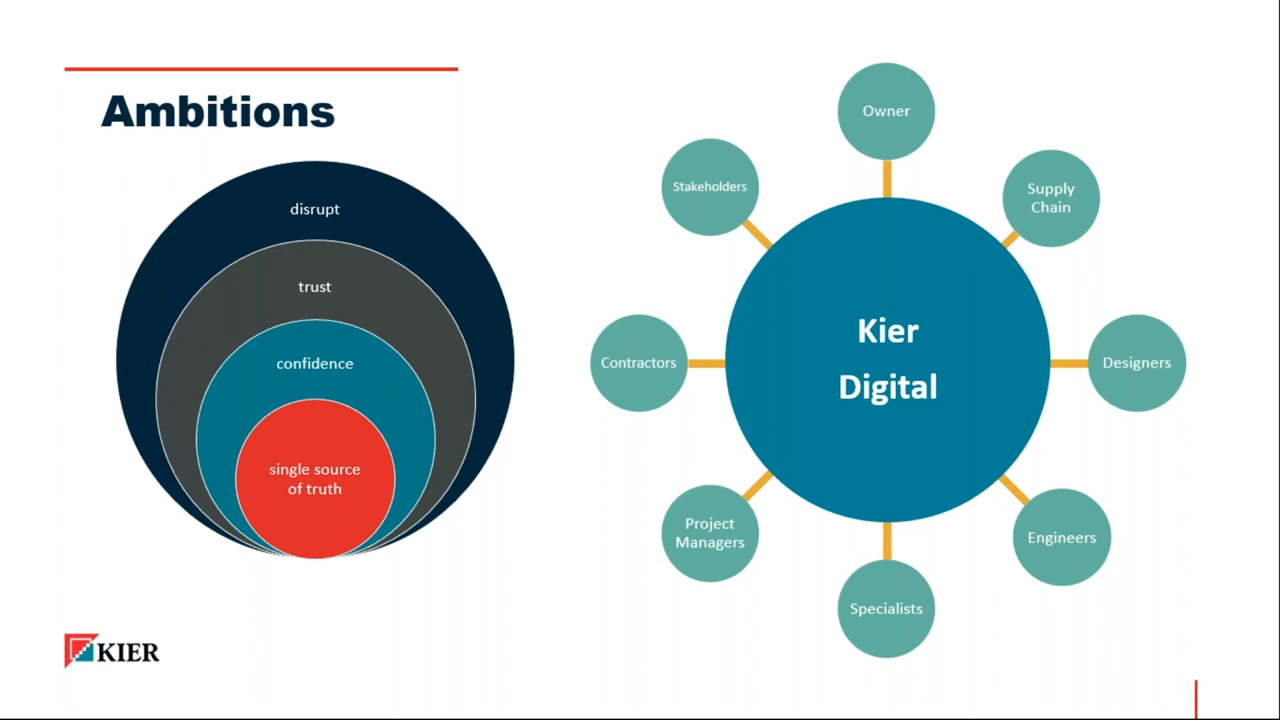 Ambitions
disrupt
trust
confidence
single source
of truth
Owner
Supply
Chain
Designers
Engineers
Specialists
Project
Managers
Contractors
Stakeholders
Kier
Digital
KIER